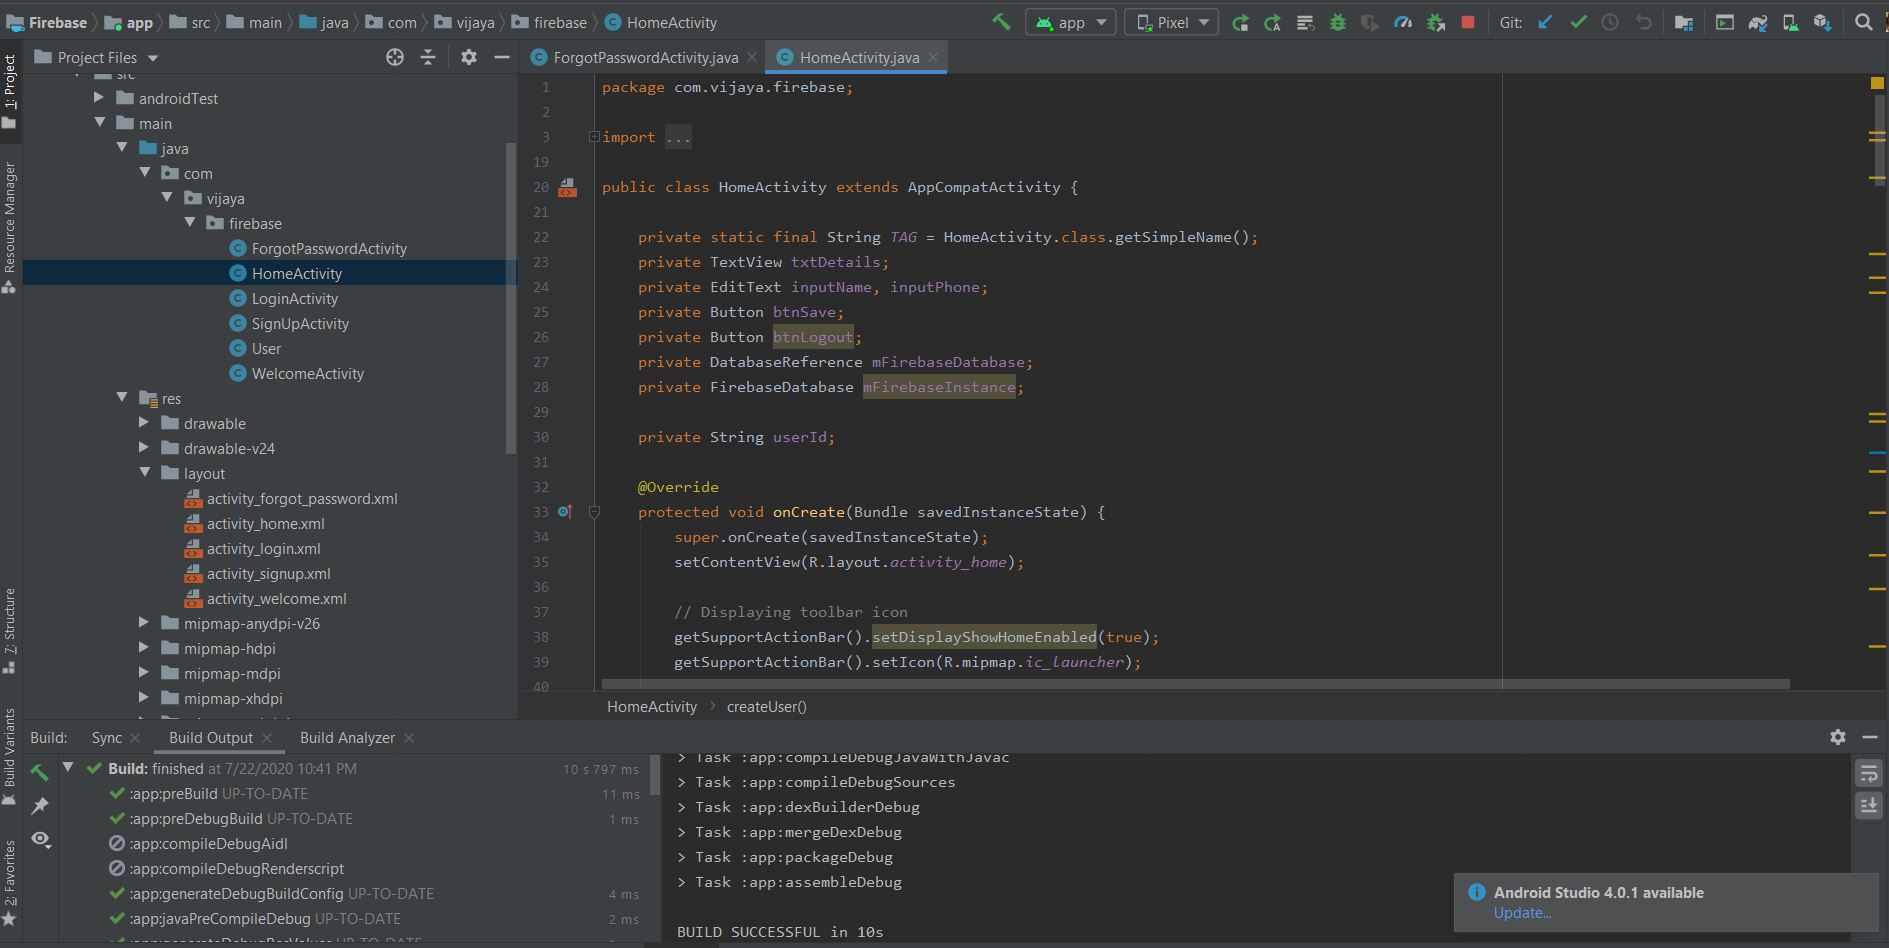 Firebase app src main java com vijaya firebase HomeActivity app Pixel Git:
Project Files
ForgotPasswordActivity.java HomeActivity.java
1: Project
Resource Manager
7: Structure
Build Variants
2: Favorites
src
androidTest
main
java
com
vijaya
firebase
ForgotPasswordActivity
HomeActivity
LoginActivity
SignUpActivity
User
WelcomeActivity
res
drawable
drawable-v24
layout
activity_forgot_password.xml
activity_home.xml
activity_login.xml
activity_signup.xml
activity_welcome.xml
mipmap-anydpi-v26
mipmap-hdpi
mipmap-mdpi
mipmap-xhdpi
1 package com.vijaya.firebase;
2
3 import ...
19
20 public class HomeActivity extends AppCompatActivity {
21
22 private static final String TAG = HomeActivity.class.getSimpleName();
23 private TextView txtDetails;
24 private EditText inputName, inputPhone;
25 private Button btnSave;
26 private Button btnLogout;
27 private DatabaseReference mFirebaseDatabase;
28 private FirebaseDatabase mFirebaseInstance;
29
30 private String userId;
31
32 @Override
33 protected void onCreate(Bundle savedInstanceState) {
34 super.onCreate(savedInstanceState);
35 setContentView(R.layout.activity_home);
36
37 // Displaying toolbar icon
38 getSupportActionBar().setDisplayShowHomeEnabled(true);
39 getSupportActionBar().setIcon(R.mipmap.ic_launcher);
40
HomeActivity createUser()
Build: Sync Build Output Build Analyzer
Build: finished at 7/22/2020 10:41 PM 10 s 797 ms
:app:preBuild UP-TO-DATE 11 ms
:app:preDebugBuild UP-TO-DATE 1 ms
:app:compileDebugAidl
:app:compileDebugRenderscript
:app:generateDebugBuildConfig UP-TO-DATE 4 ms
:app:javaPreCompileDebug UP-TO-DATE 2 ms
:app:generateDebugResValues UP-TO-DATE
> Task :app:compileDebugJavaWithJavac
> Task :app:compileDebugSources
> Task :app:dexBuilderDebug
> Task :app:mergeDexDebug
> Task :app:packageDebug
> Task :app:assembleDebug
BUILD SUCCESSFUL in 10s
Android Studio 4.0.1 available
Update...